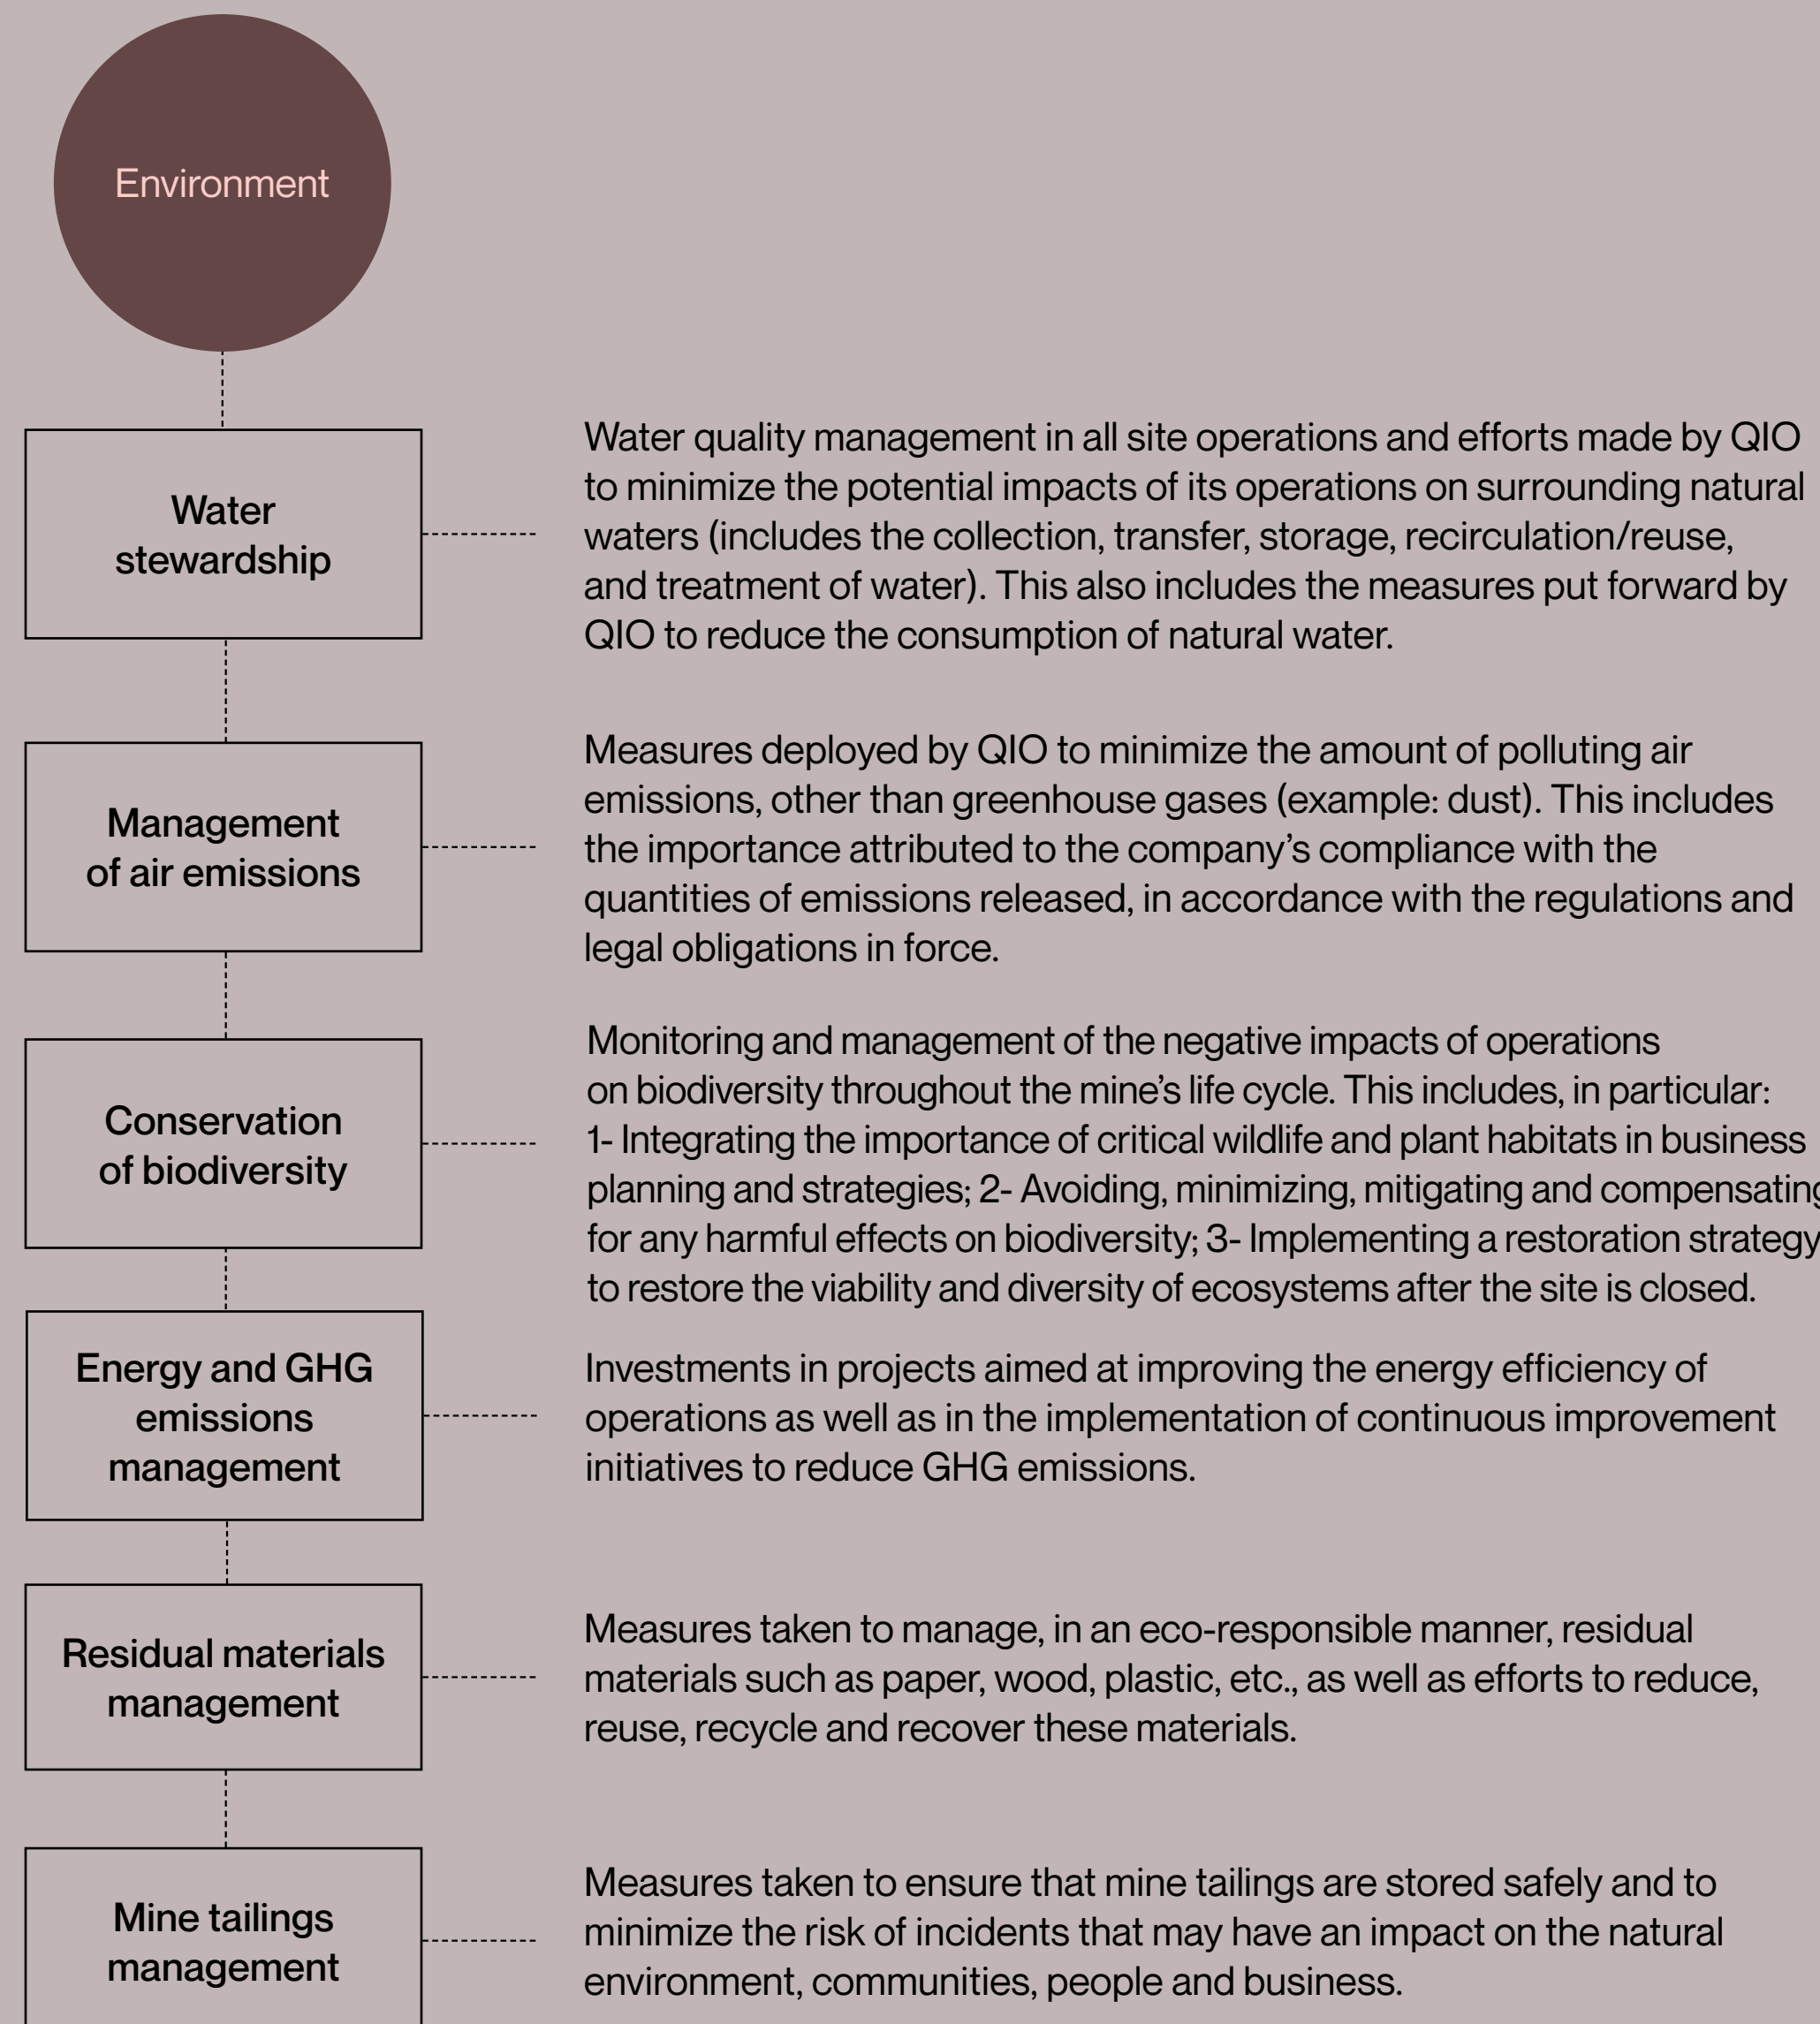 Environment
Water
stewardship
Water quality management in all site operations and efforts made by QIO
to minimize the potential impacts of its operations on surrounding natural
waters (includes the collection, transfer, storage, recirculation/reuse,
and treatment of water). This also includes the measures put forward by
QIO to reduce the consumption of natural water.
Management
of air emissions
Measures deployed by QIO to minimize the amount of polluting air
emissions, other than greenhouse gases (example: dust). This includes
the importance attributed to the company’s compliance with the
quantities of emissions released, in accordance with the regulations and
legal obligations in force.
Conservation
of biodiversity
Monitoring and management of the negative impacts of operations
on biodiversity throughout the mine’s life cycle. This includes, in particular:
1- Integrating the importance of critical wildlife and plant habitats in business
planning and strategies; 2- Avoiding, minimizing, mitigating and compensating
for any harmful effects on biodiversity; 3- Implementing a restoration strategy
to restore the viability and diversity of ecosystems after the site is closed.
Energy and GHG
emissions
management
Investments in projects aimed at improving the energy efficiency of
operations as well as in the implementation of continuous improvement
initiatives to reduce GHG emissions.
Residual materials
management
Measures taken to manage, in an eco-responsible manner, residual
materials such as paper, wood, plastic, etc., as well as efforts to reduce,
reuse, recycle and recover these materials.
Mine tailings
management
Measures taken to ensure that mine tailings are stored safely and to
minimize the risk of incidents that may have an impact on the natural
environment, communities, people and business.